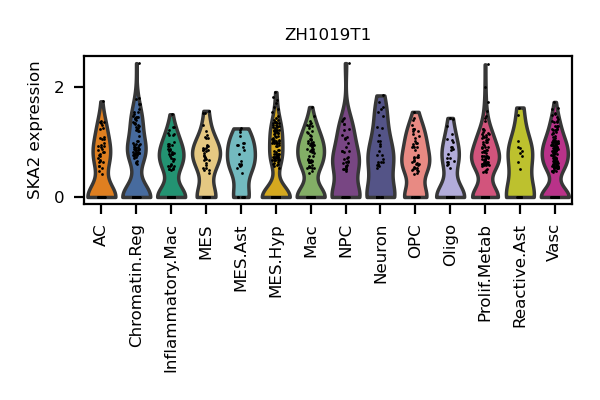 ZH1019T1
SKA2 expression
2
0
AC
Chromatin.Reg
Inflammatory.Mac
MES
MES.Ast
MES.Hyp
Mac
NPC
Neuron
OPC
Oligo
Prolif.Metab
Reactive.Ast
Vasc